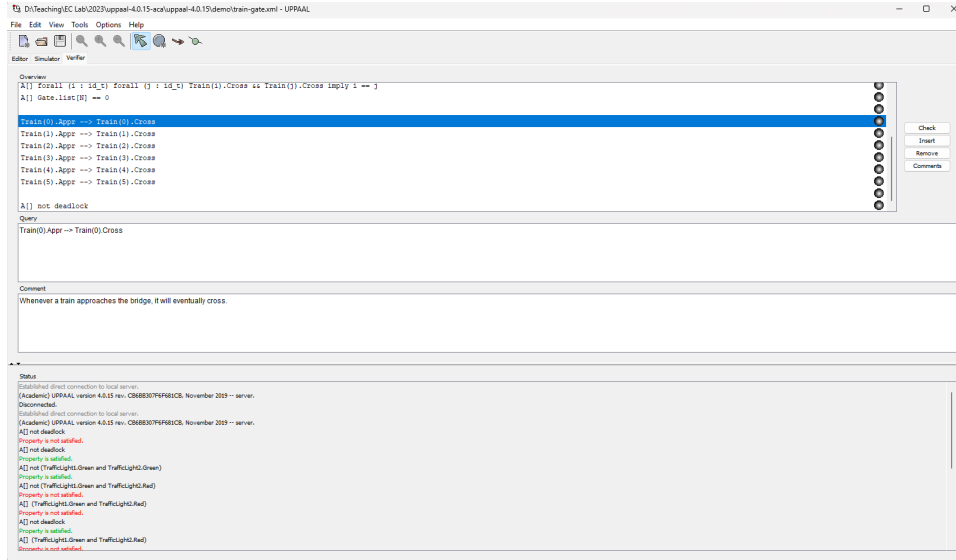 D:\Teaching\EC Lab\2023\uppaal-4.0.15-aca\uppaal-4.0.15\demo\train-gate.xml - UPPAAL
File Edit View Tools Options Help
Editor Simulator Verifier
Overview
A[] forall (i : id_t) forall (j : id_t) Train(i).Cross && Train(j).Cross imply i == j
A[] Gate.list[N] == 0
Train(0).Appr --> Train(0).Cross
Train(1).Appr --> Train(1).Cross
Train(2).Appr --> Train(2).Cross
Train(3).Appr --> Train(3).Cross
Train(4).Appr --> Train(4).Cross
Train(5).Appr --> Train(5).Cross
A[] not deadlock
Check
Insert
Remove
Comments
Query
Train(0).Appr --> Train(0).Cross
Comment
Whenever a train approaches the bridge, it will eventually cross.
Status
Established direct connection to local server.
(Academic) UPPAAL version 4.0.15 rev. CB6BB307F6F681CB, November 2019 -- server.
Disconnected.
Established direct connection to local server.
(Academic) UPPAAL version 4.0.15 rev. CB6BB307F6F681CB, November 2019 -- server.
A[] not deadlock
Property is not satisfied.
A[] not deadlock
Property is satisfied.
A[] not (TrafficLight1.Green and TrafficLight2.Green)
Property is satisfied.
A[] not (TrafficLight1.Green and TrafficLight2.Red)
Property is not satisfied.
A[] (TrafficLight1.Green and TrafficLight2.Red)
Property is not satisfied.
A[] not deadlock
Property is satisfied.
A[] (TrafficLight1.Green and TrafficLight2.Red)
Property is not satisfied.